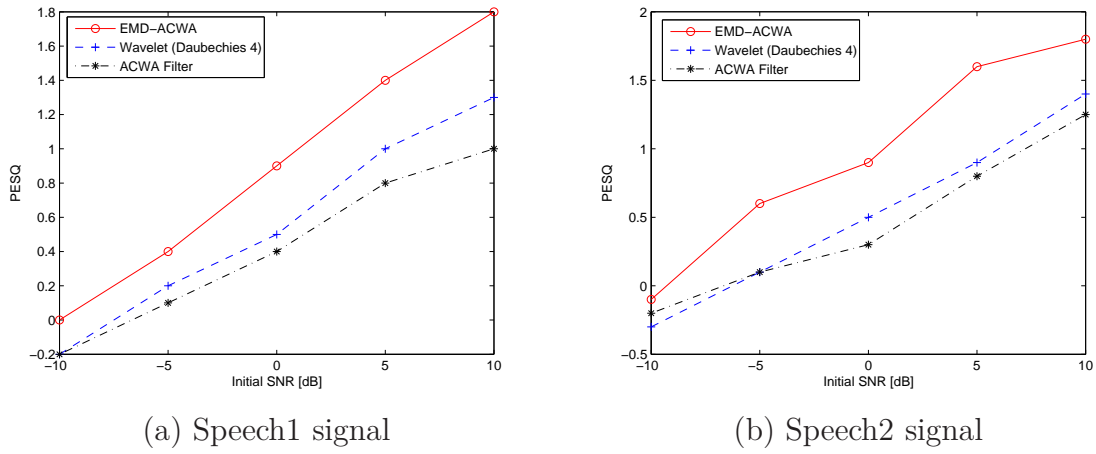 1.8
1.6
1.4
1.2
1
0.8
0.6
0.4
0.2
0
−0.2
PESQ
EMD−ACWA
Wavelet (Daubechies 4)
ACWA Filter
−10
−5
0
5
10
Initial SNR [dB]
(a) Speech1 signal
2
1.5
1
0.5
0
−0.5
PESQ
EMD−ACWA
Wavelet (Daubechies 4)
ACWA Filter
−10
−5
0
5
10
Initial SNR [dB]
(b) Speech2 signal